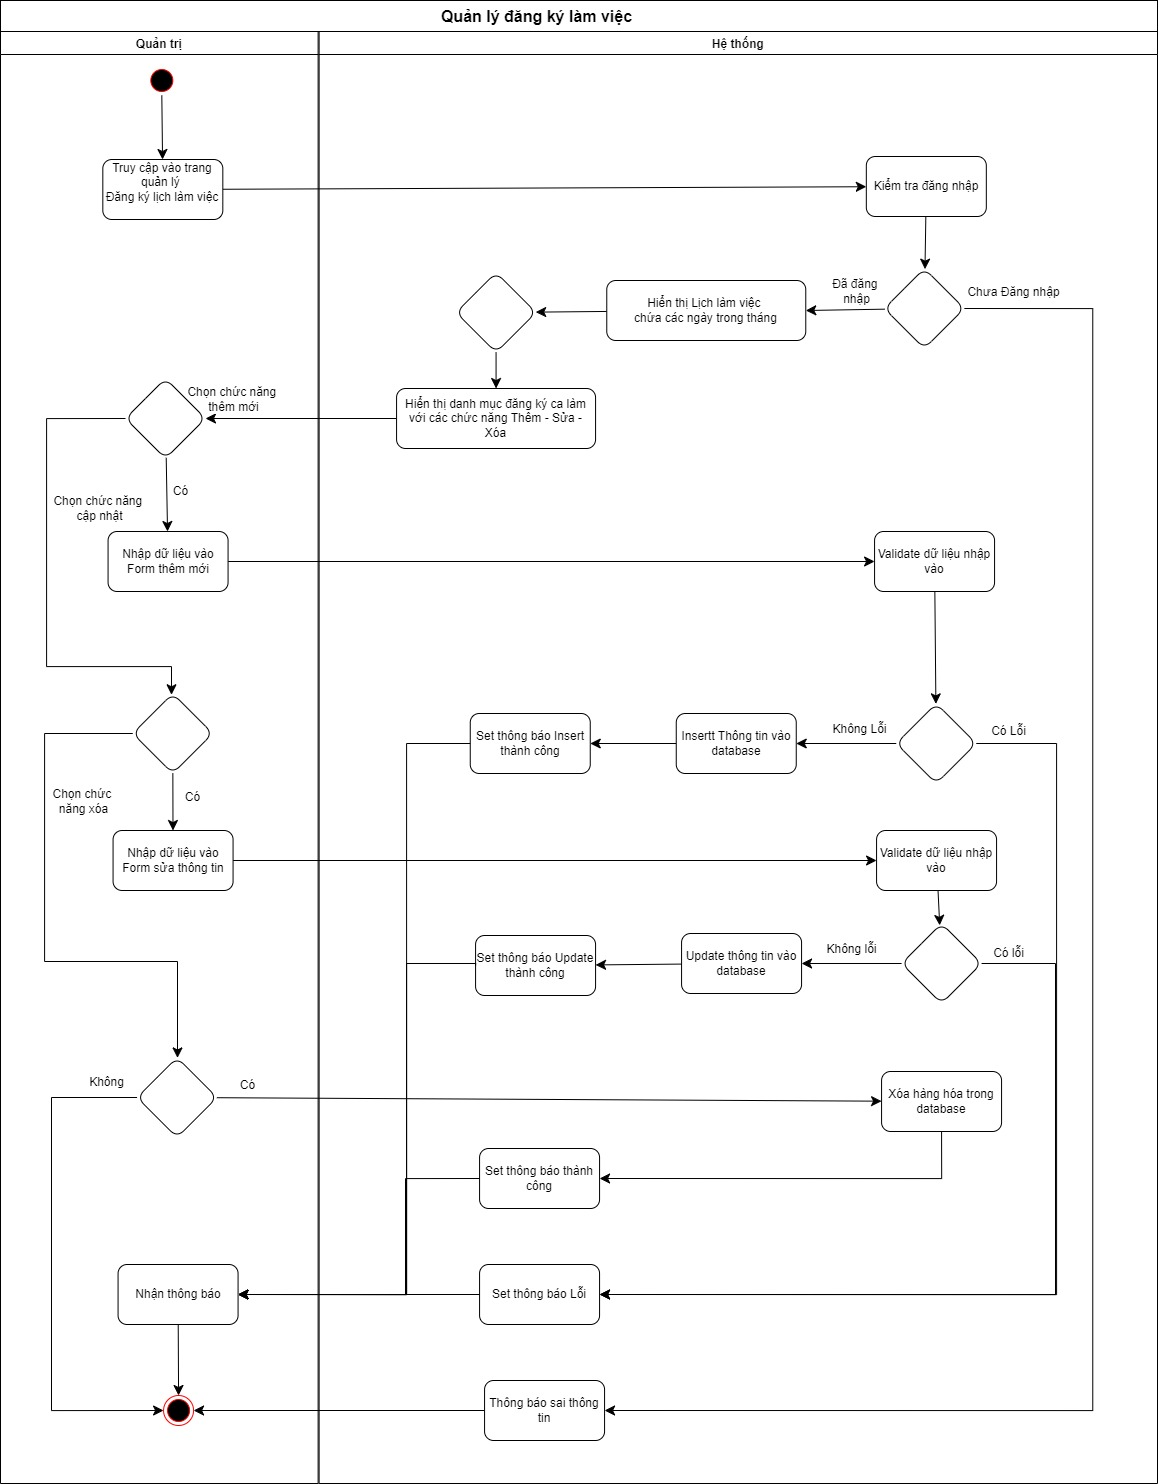 Quản lý đăng ký làm việc
Quản trị
Hệ thống
Truy cập vào trang
quản lý
Đăng ký lịch làm việc
Kiểm tra đăng nhập
Đã đăng
nhập
Chưa Đăng nhập
Hiển thị Lịch làm việc
chứa các ngày trong tháng
Chọn chức năng
thêm mới
Hiển thị danh mục đăng ký ca làm
với các chức năng Thêm - Sửa -
Xóa
Có
Chọn chức năng
cập nhật
Nhập dữ liệu vào
Form thêm mới
Validate dữ liệu nhập
vào
Set thông báo Insert
thành công
Insertt Thông tin vào
database
Không Lỗi
Có Lỗi
Chọn chức
năng xóa
Có
Nhập dữ liệu vào
Form sửa thông tin
Validate dữ liệu nhập
vào
Set thông báo Update
thành công
Update thông tin vào
database
Không lỗi
Có lỗi
Không
Có
Xóa hàng hóa trong
database
Set thông báo thành
công
Nhận thông báo
Set thông báo Lỗi
Thông báo sai thông
tin